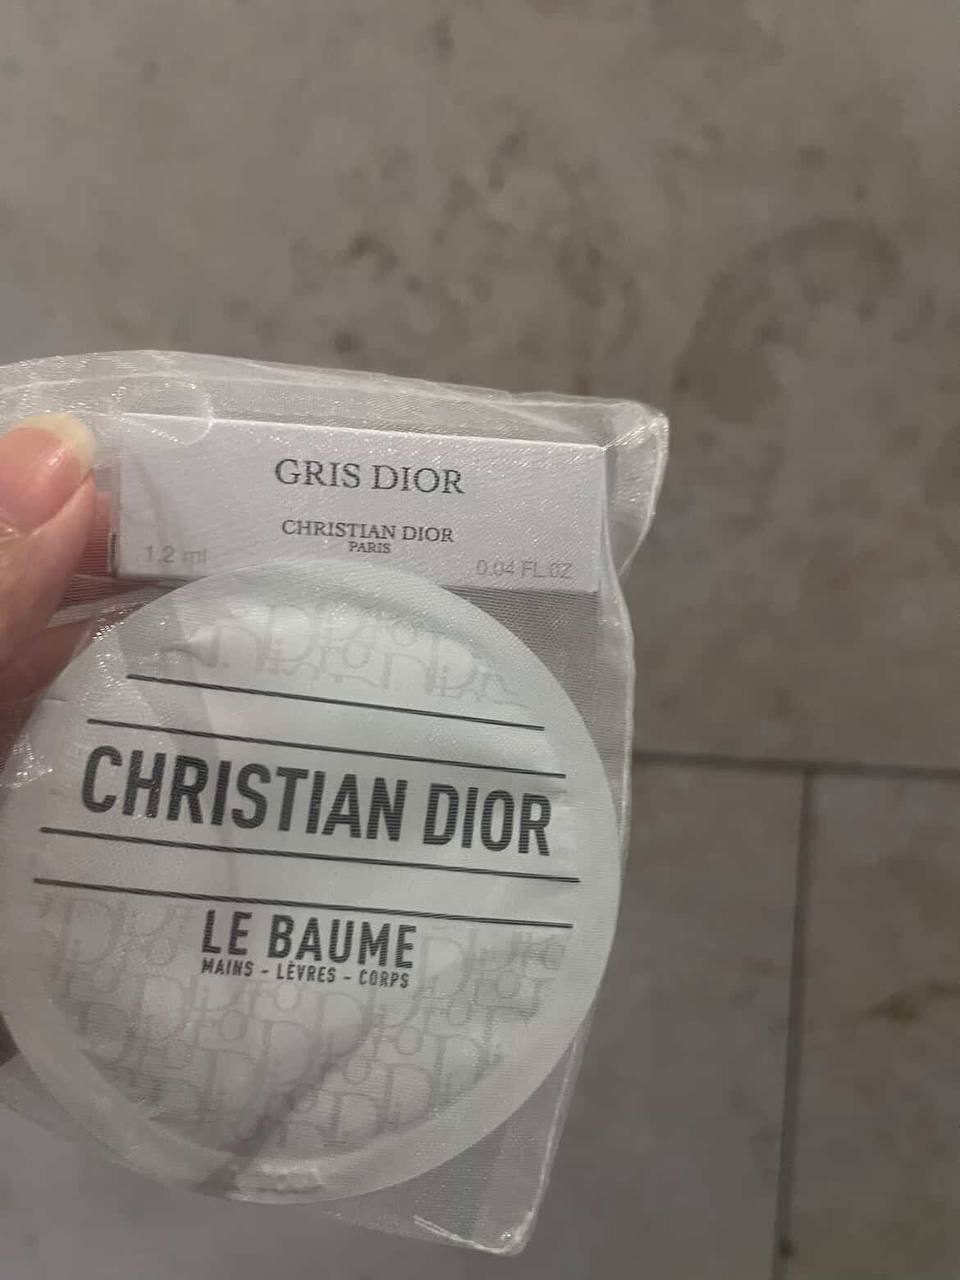 GRIS DIOR
CHRISTIAN DIOR
PARIS
1.2 ml
0.04 FL.OZ
CHRISTIAN DIOR
LE BAUME
MAINS - LÈVRES - CORPS